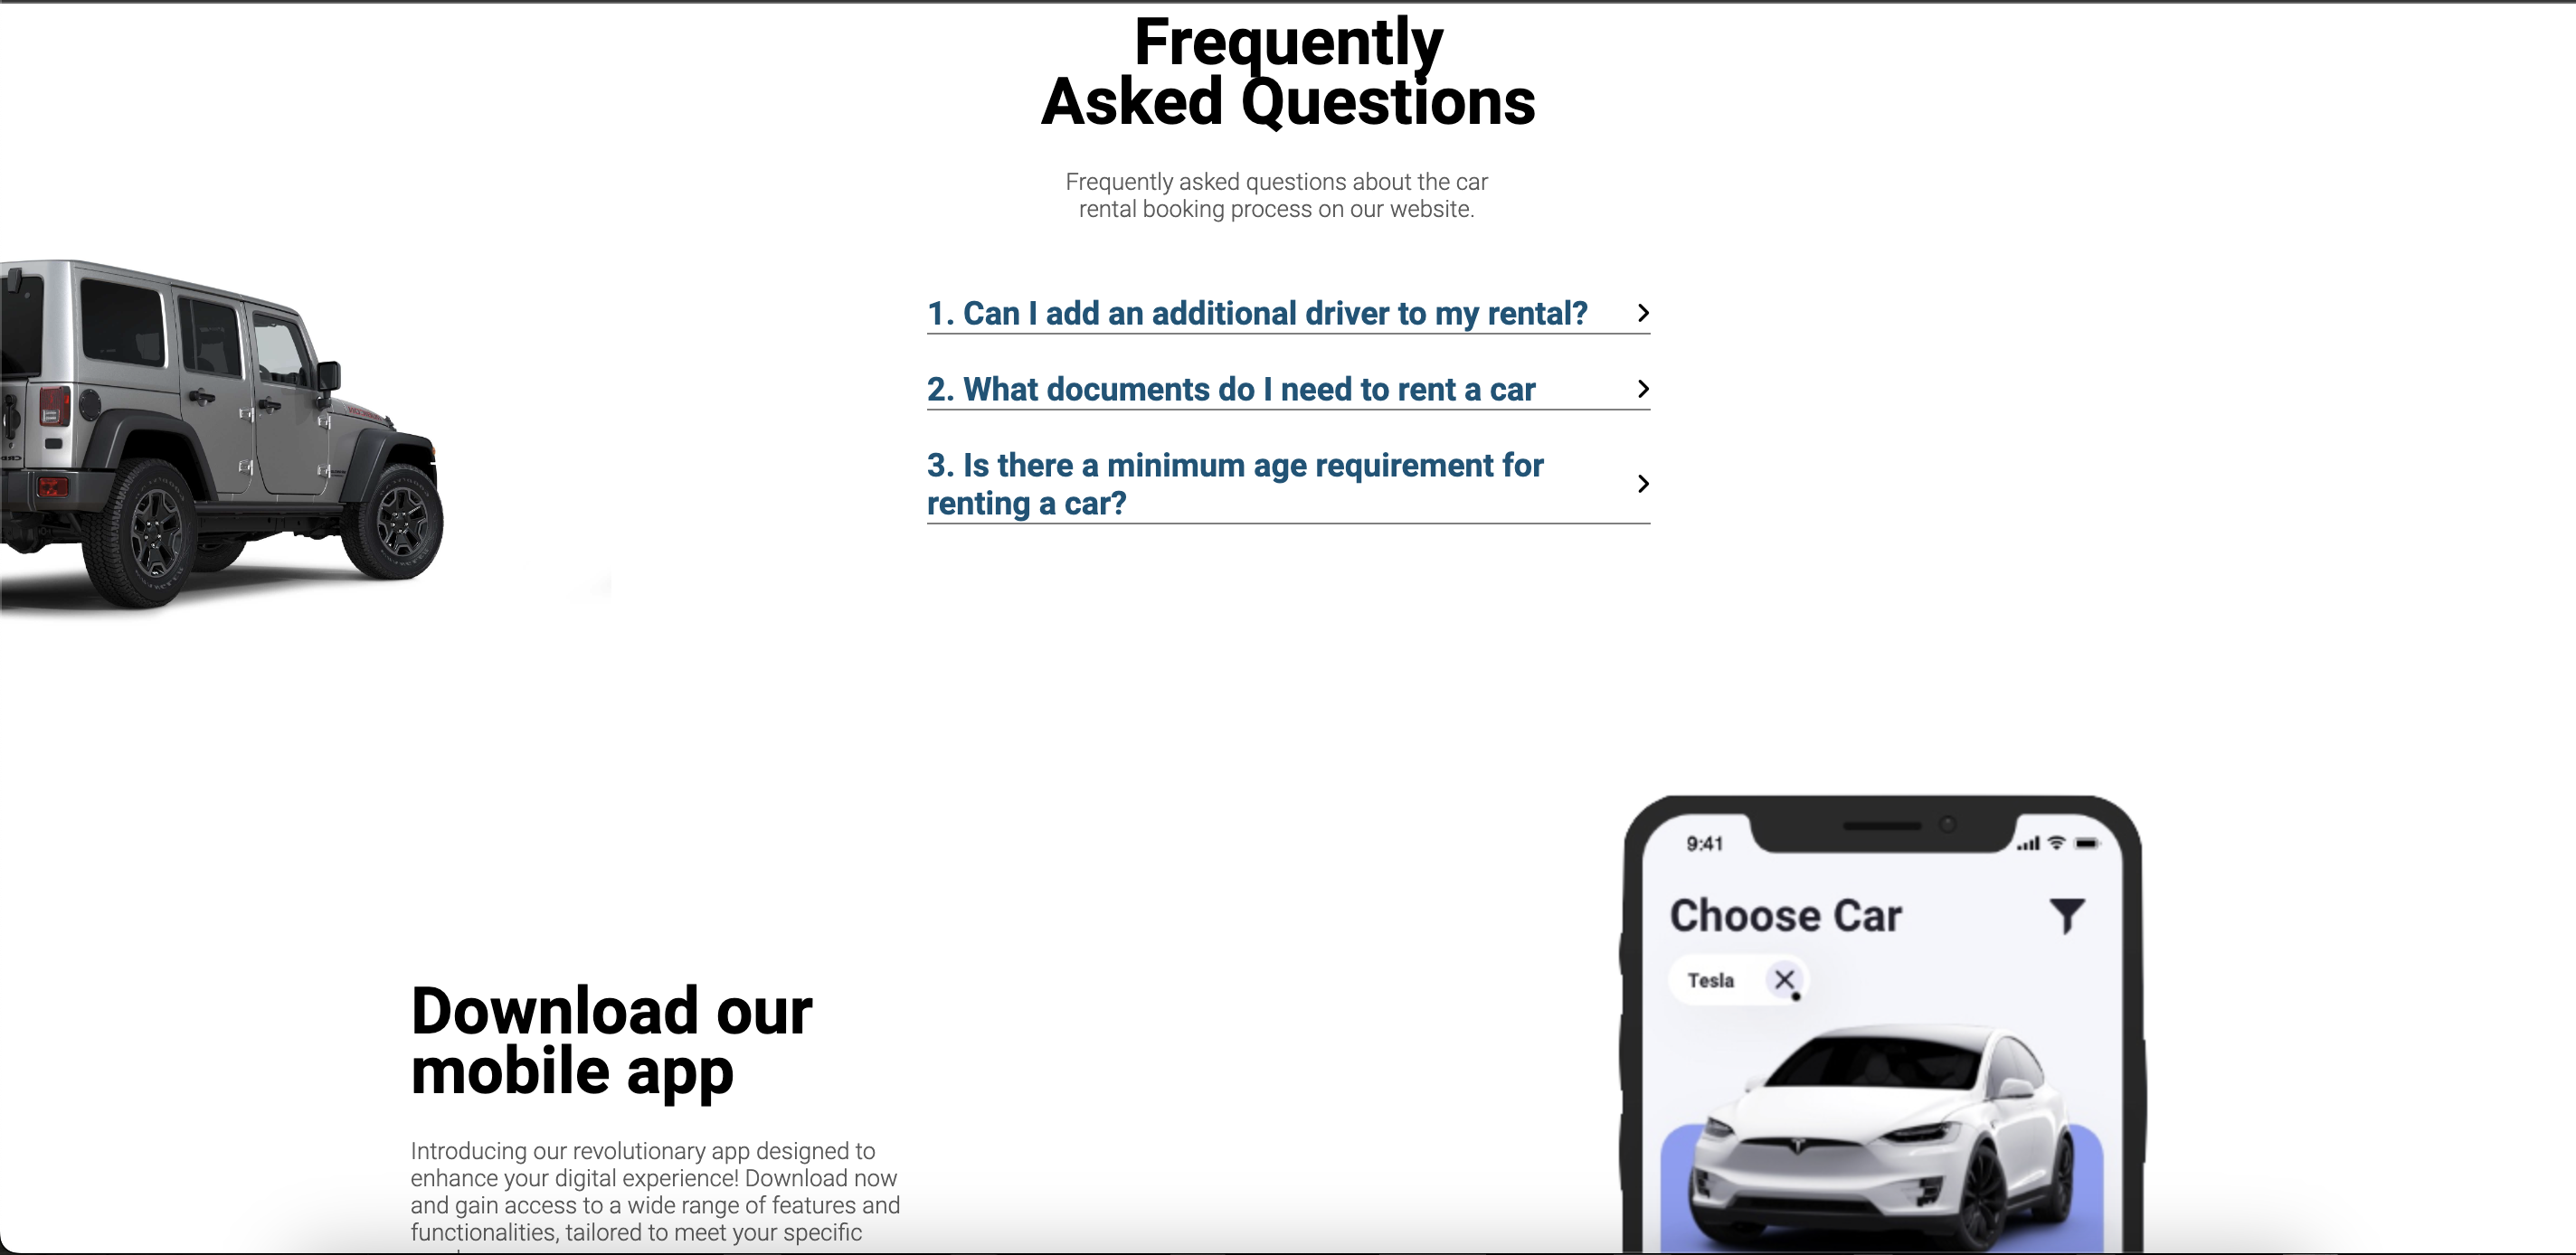 Frequently
Asked Questions
Frequently asked questions about the car
rental booking process on our website.
1. Can I add an additional driver to my rental?
2. What documents do I need to rent a car
3. Is there a minimum age requirement for
renting a car?
9:41
Choose Car
Tesla
Download our
mobile app
Introducing our revolutionary app designed to
enhance your digital experience! Download now
and gain access to a wide range of features and
functionalities, tailored to meet your specific